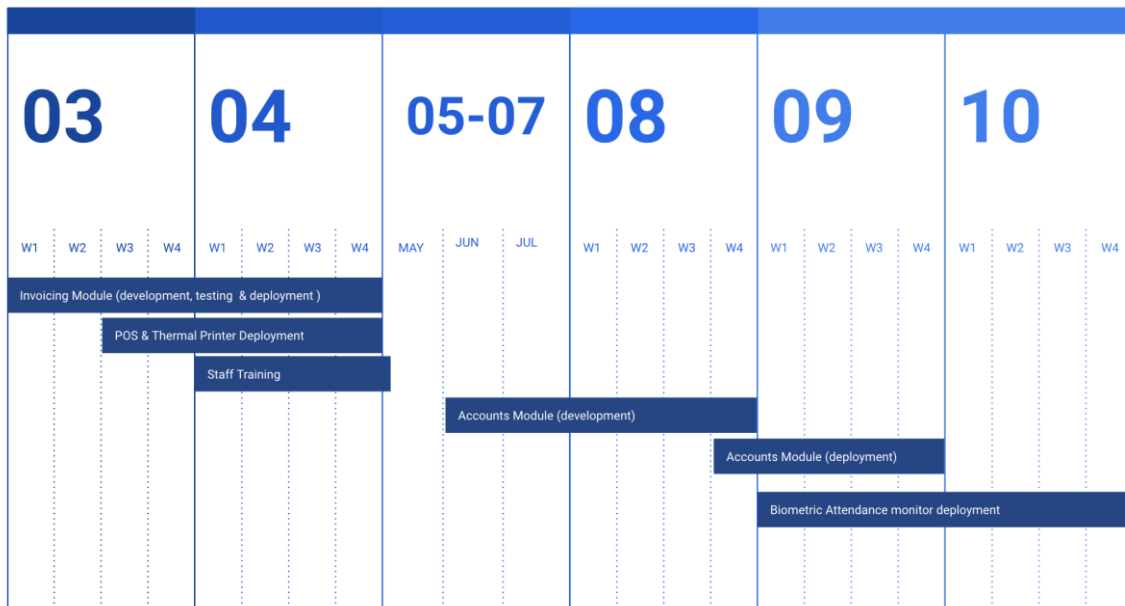 03 04 05-07 08 09 10
W1 W2 W3 W4 W1 W2 W3 W4 MAY JUN JUL W1 W2 W3 W4 W1 W2 W3 W4 W1 W2 W3 W4
Invoicing Module (development, testing & deployment )
POS & Thermal Printer Deployment
Staff Training
Accounts Module (development)
Accounts Module (deployment)
Biometric Attendance monitor deployment